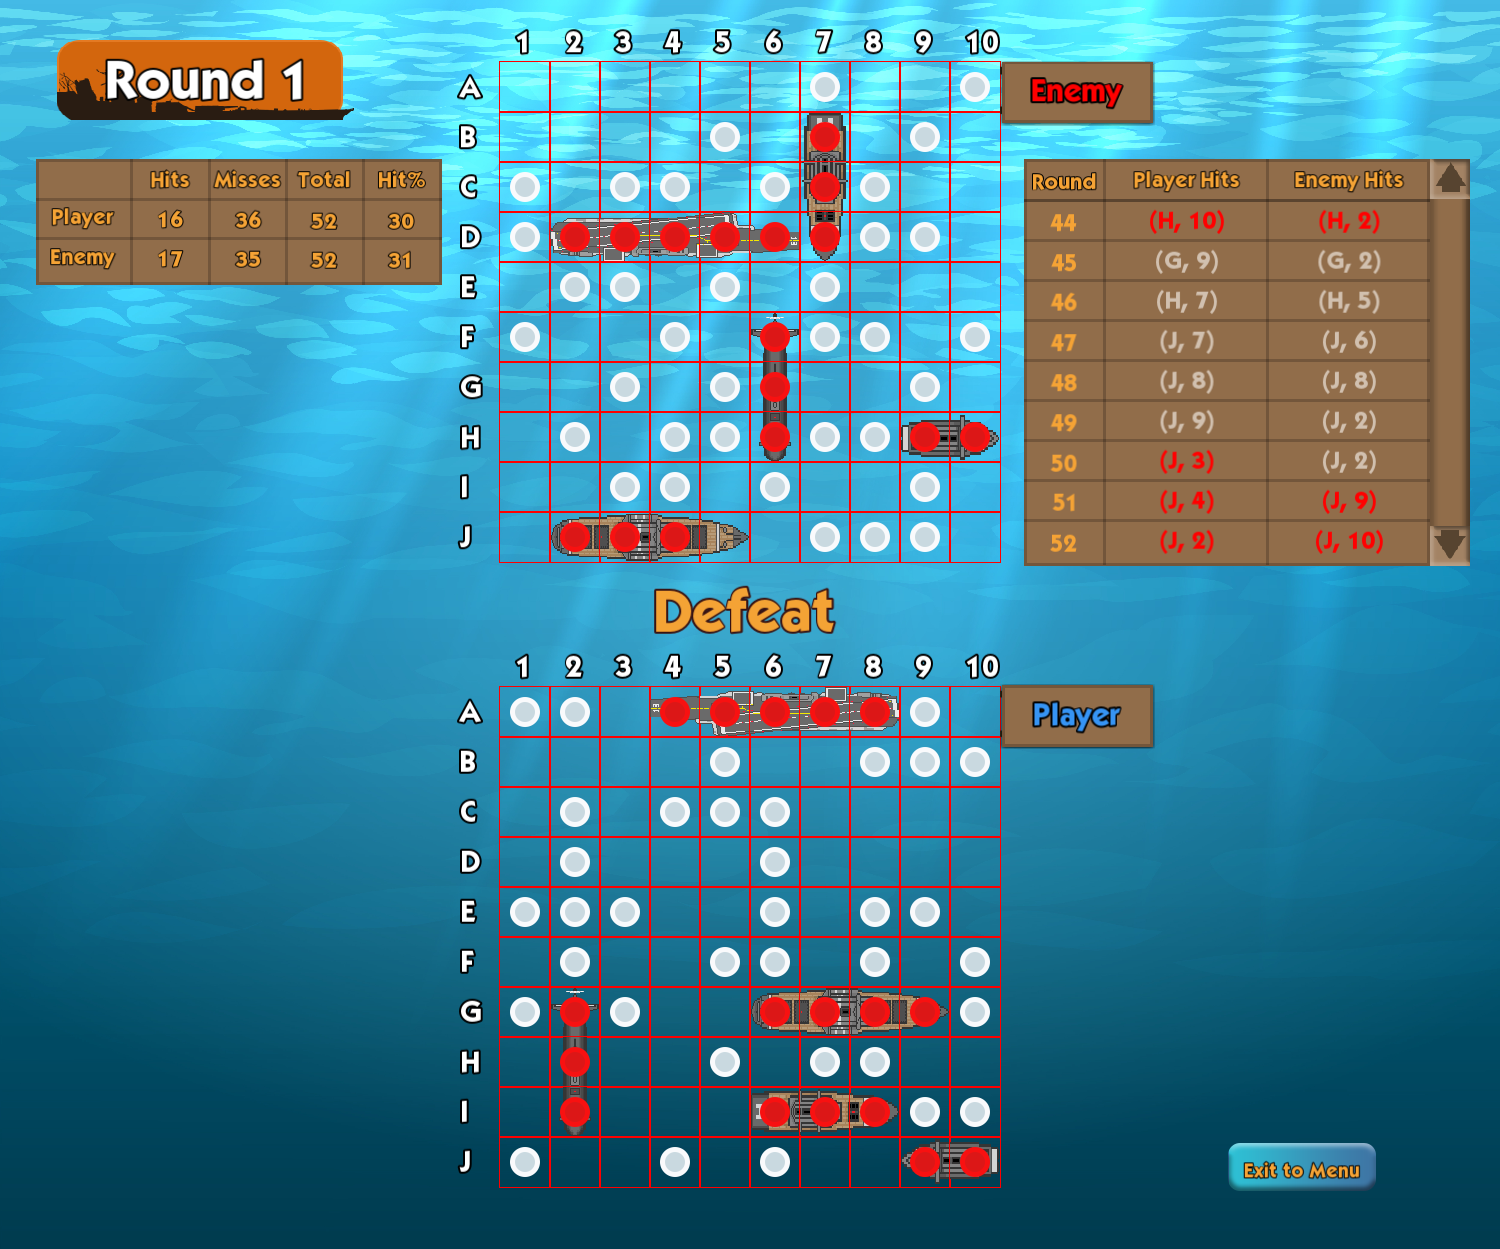 Round 1
Hits Misses Total Hit%
Player 16 36 52 30
Enemy 17 35 52 31
1 2 3 4 5 6 7 8 9 10
A
B
C
D
E
F
G
H
I
J
Enemy
Round Player Hits Enemy Hits
44 (H, 10) (H, 2)
45 (G, 9) (G, 2)
46 (H, 7) (H, 5)
47 (J, 7) (J, 6)
48 (J, 8) (J, 8)
49 (J, 9) (J, 2)
50 (J, 3) (J, 2)
51 (J, 4) (J, 9)
52 (J, 2) (J, 10)
Defeat
1 2 3 4 5 6 7 8 9 10
A
B
C
D
E
F
G
H
I
J
Player
Exit to Menu